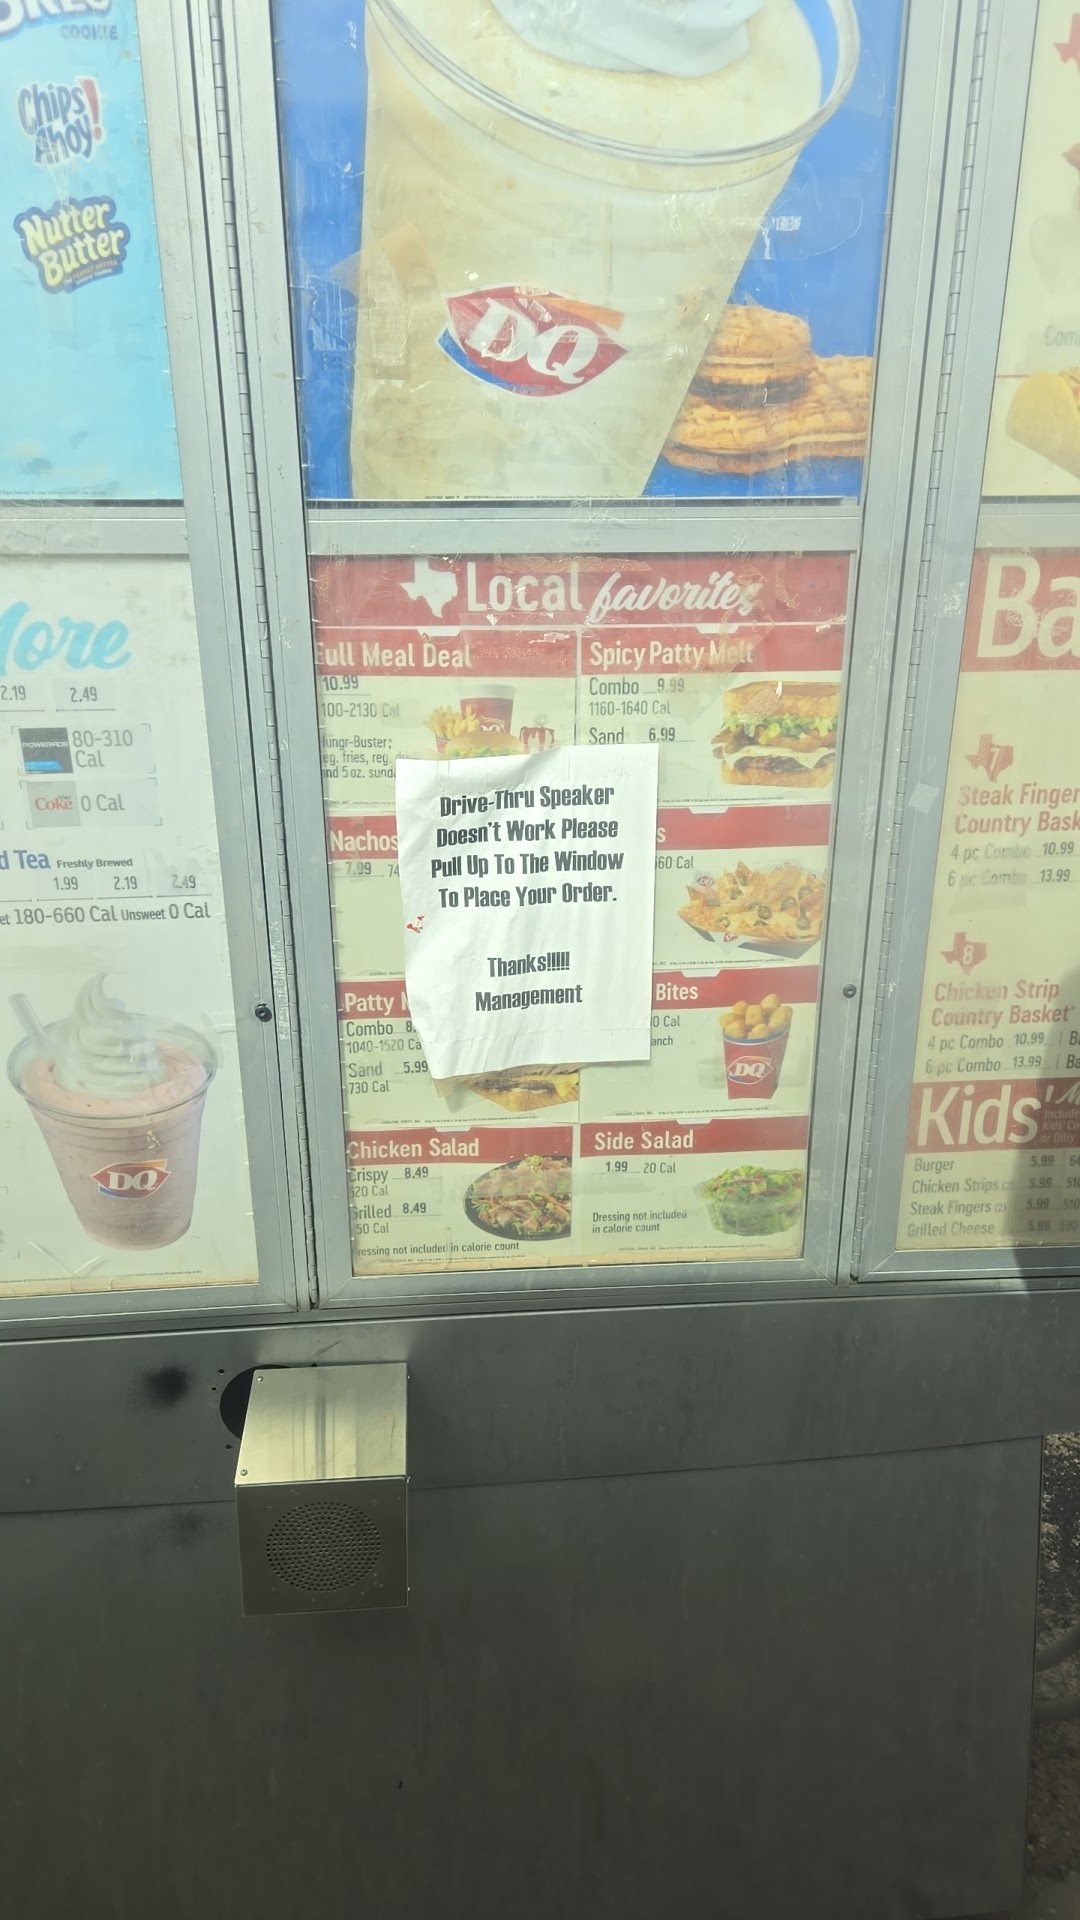 COOKIE
Chips Ahoy!
Nutter Butter
DQ
More
2.19 2.49
POWERADE 80-310 Cal
Coke 0 Cal
Tea Freshly Brewed
1.99 2.19 2.49
180-660 Cal Unsweet 0 Cal
DQ
Local favorites
Full Meal Deal
10.99
100-2130 Cal
Spicy Patty Melt
Combo 9.99
1160-1640 Cal
Sand 6.99
Drive-Thru Speaker
Doesn't Work Please
Pull Up To The Window
To Place Your Order.
Thanks!!!!!
Management
Nachos
7.99
Patty
Combo
1040-1520
Sand 5.99
730 Cal
Bites
DQ
Chicken Salad
Crispy 8.49
Grilled 8.49
dressing not included in calorie count
Side Salad
1.99 20 Cal
Dressing not included
in calorie count
7
Steak Finger
Country
4 pc Combo 10.99
6 pc Combo 13.99
8
Chicken Strip
Country Basket
4 pc Combo 10.99
6 pc Combo 13.99
Kids'
Burger 5.99
Chicken Strips (2) 5.99
Steak Fingers (2) 5.99
Grilled Cheese 5.99